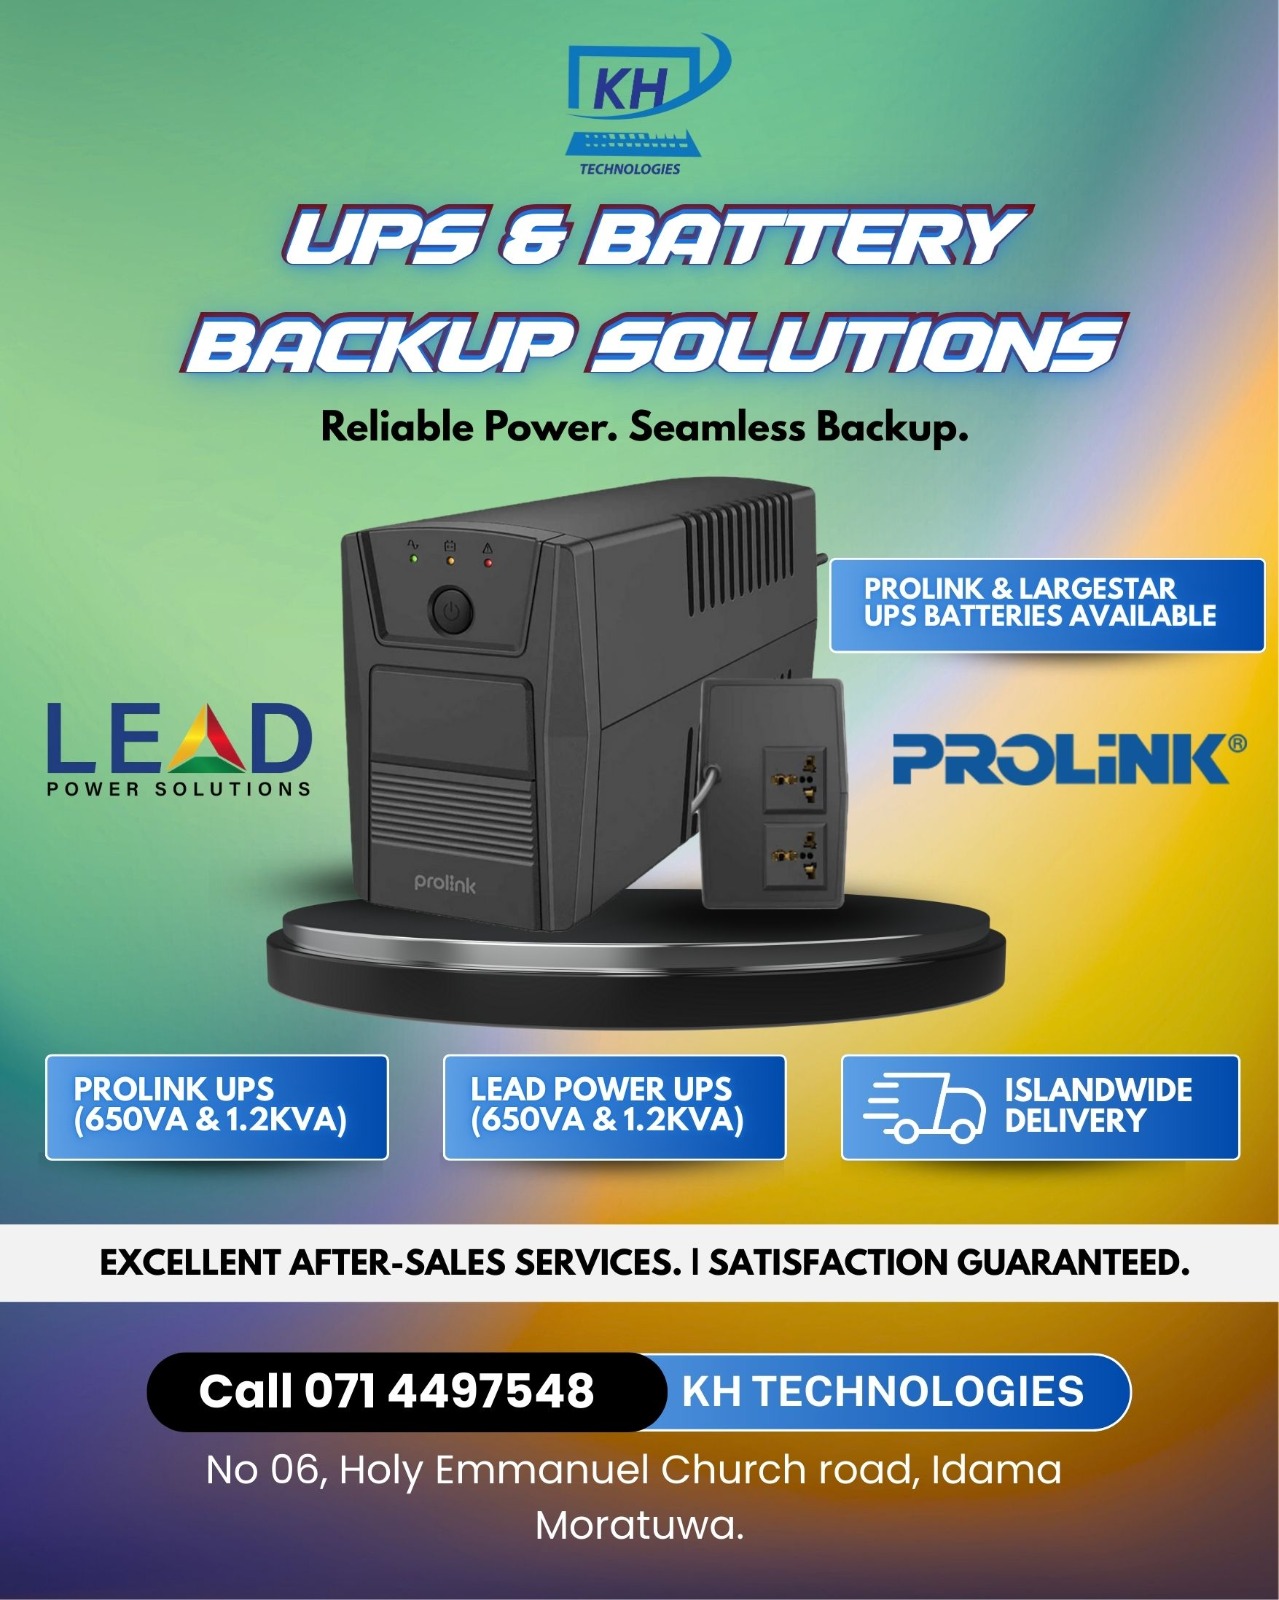 KH
TECHNOLOGIES
UPS & BATTERY
BACKUP SOLUTIONS
Reliable Power. Seamless Backup.
PROLINK & LARGESTAR
UPS BATTERIES AVAILABLE
LEAD
POWER SOLUTIONS
PROLiNK®
prolink
PROLINK UPS
(650VA & 1.2KVA)
LEAD POWER UPS
(650VA & 1.2KVA)
ISLANDWIDE
DELIVERY
EXCELLENT AFTER-SALES SERVICES. | SATISFACTION GUARANTEED.
Call 071 4497548
KH TECHNOLOGIES
No 06, Holy Emmanuel Church road, Idama
Moratuwa.